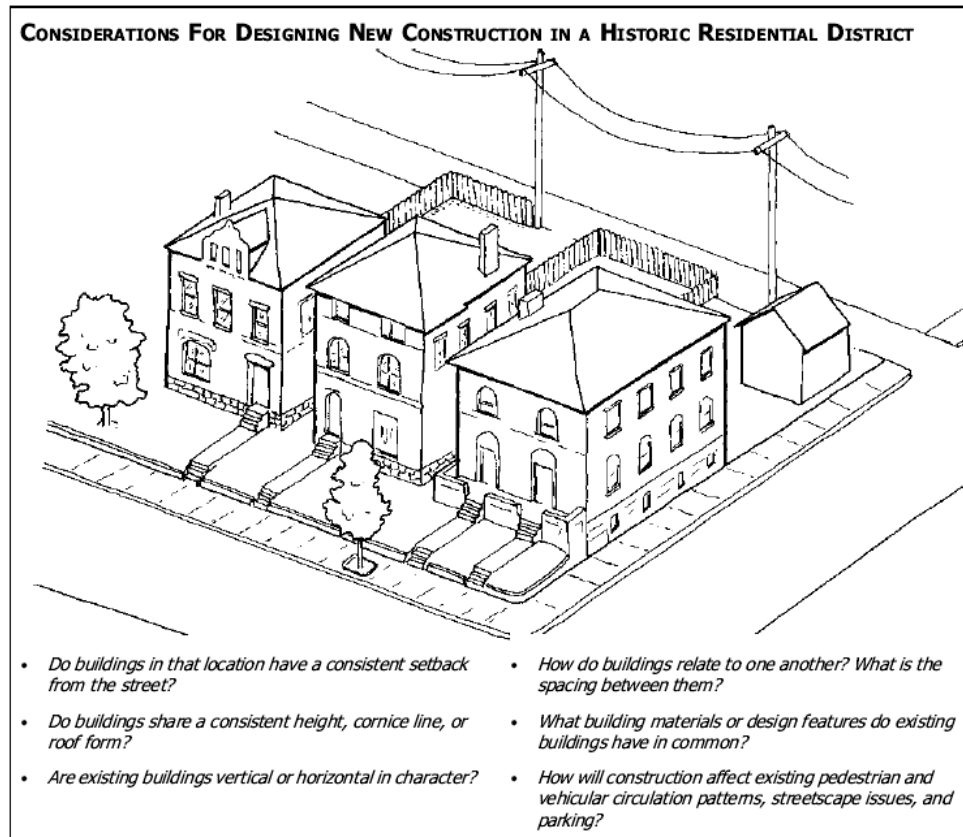 CONSIDERATIONS FOR DESIGNING NEW CONSTRUCTION IN A HISTORIC RESIDENTIAL DISTRICT
• Do buildings in that location have a consistent setback
from the street?
• Do buildings share a consistent height, cornice line, or
roof form?
• Are existing buildings vertical or horizontal in character?
• How do buildings relate to one another? What is the
spacing between them?
• What building materials or design features do existing
buildings have in common?
• How will construction affect existing pedestrian and
vehicular circulation patterns, streetscape issues, and
parking?